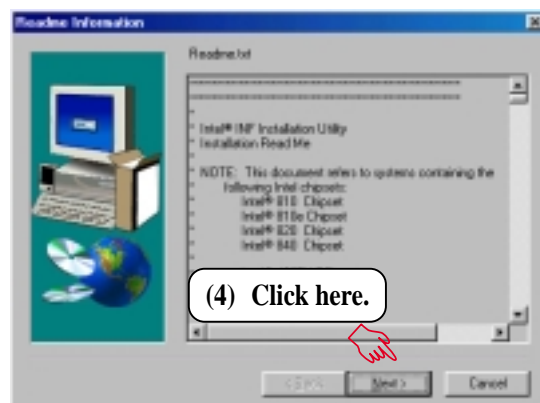 Readme Information
Readme.txt
Intel® INF Installation Utility
Installation Read Me
NOTE: This document refers to systems containing the
following Intel chipsets:
Intel® 810 Chipset
Intel® 810e Chipset
Intel® 820 Chipset
Intel® 840 Chipset
(4) Click here.
< Back
Next >
Cancel